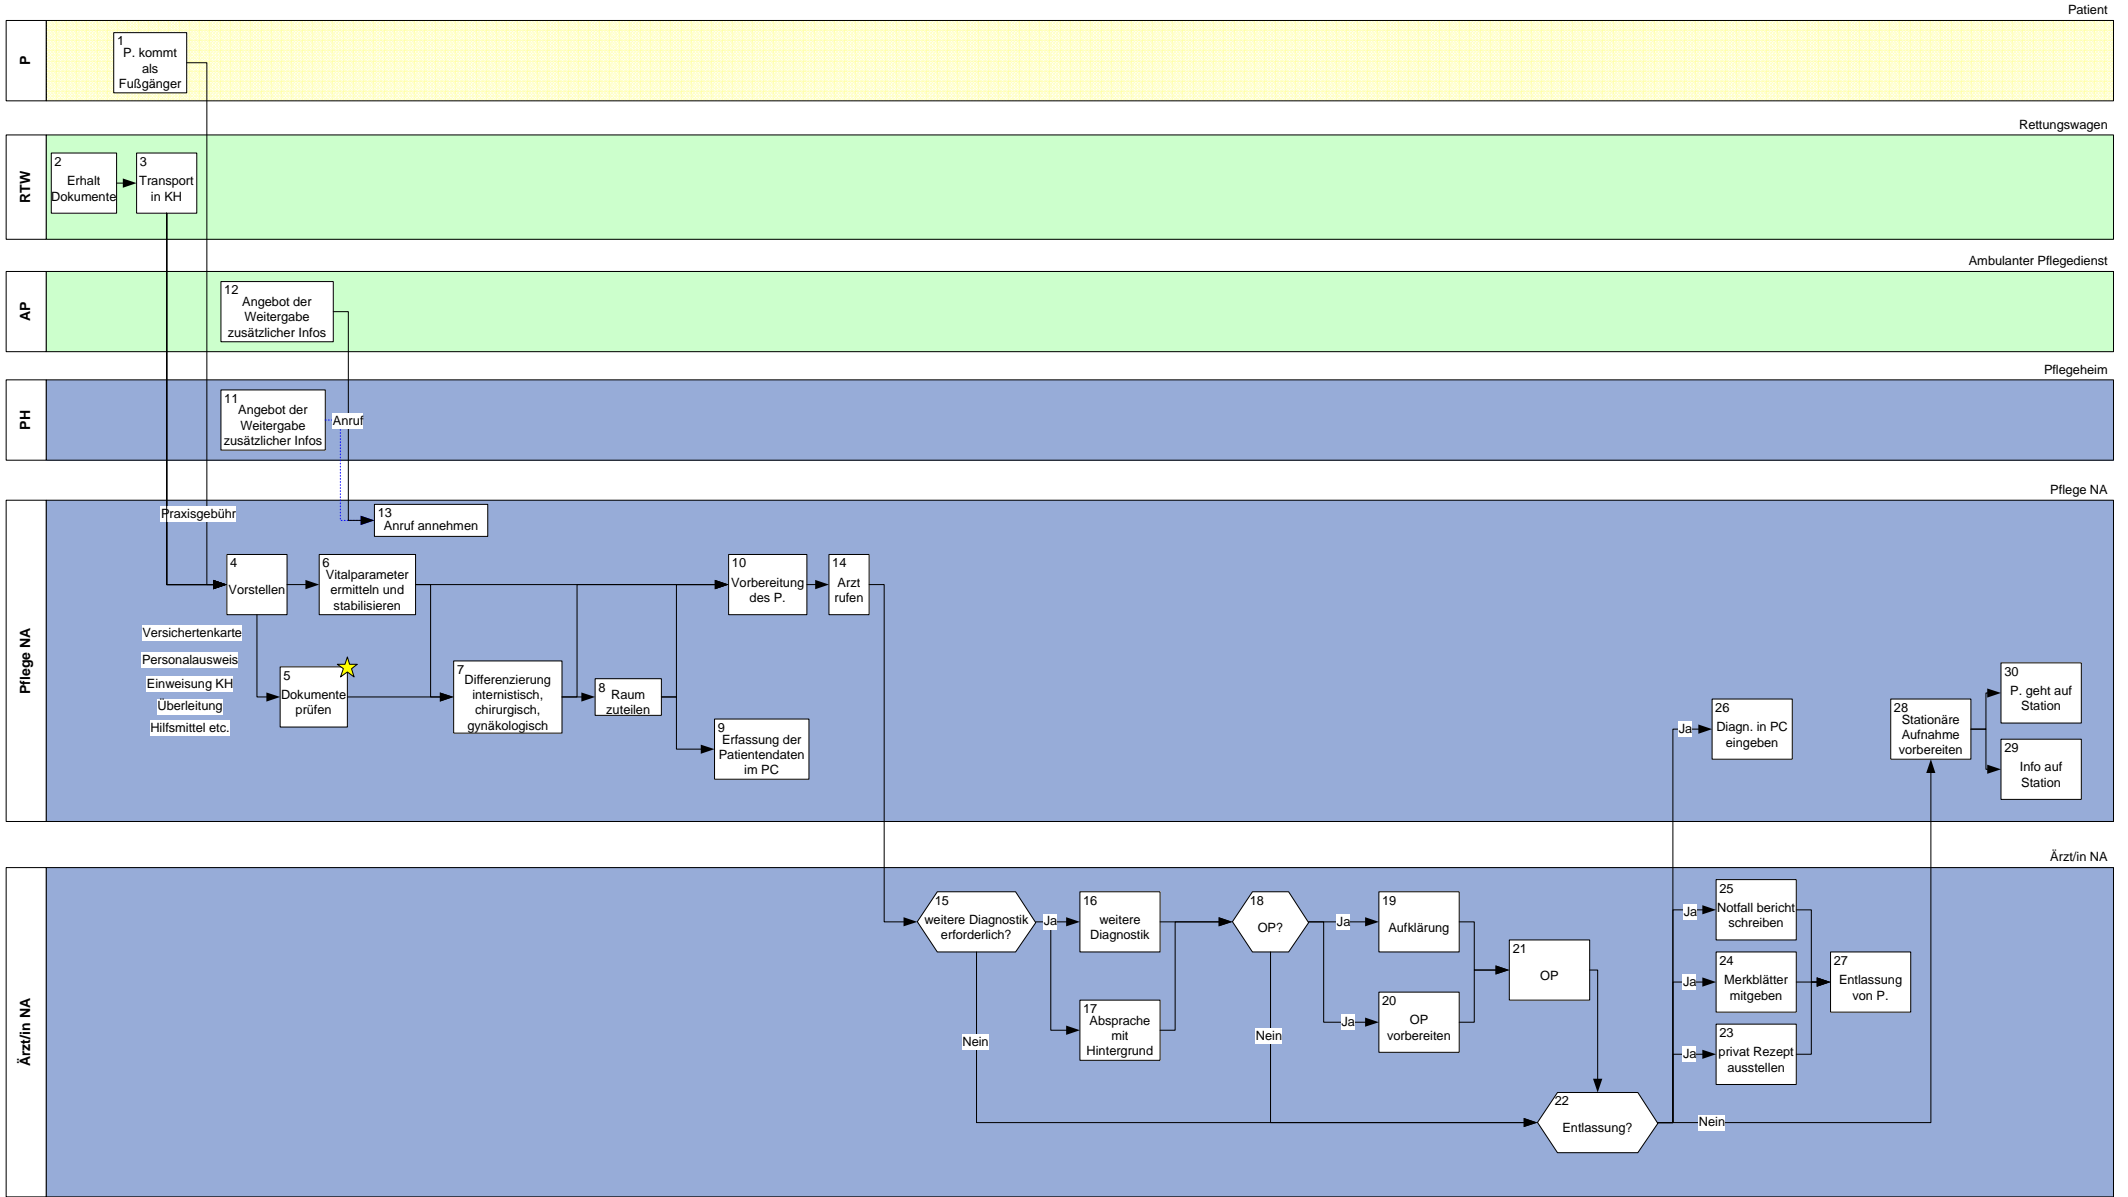 Patient
P
1
P. kommt
als
Fußgänger
Rettungswagen
RTW
2
Erhalt
Dokumente
3
Transport
in KH
Ambulanter Pflegedienst
AP
12
Angebot der
Weitergabe
zusätzlicher Infos
Pflegeheim
PH
11
Angebot der
Weitergabe
zusätzlicher Infos
Anruf
Pflege NA
Pflege NA
Praxisgebühr
13
Anruf annehmen
4
Vorstellen
6
Vitalparameter
ermitteln und
stabilisieren
10
Vorbereitung
des P.
14
Arzt
rufen
Versichertenkarte
Personalausweis
Einweisung KH
Überleitung
Hilfsmittel etc.
5
Dokumente
prüfen
7
Differenzierung
internistisch,
chirurgisch,
gynäkologisch
8
Raum
zuteilen
9
Erfassung der
Patientendaten
im PC
Ja
26
Diagn. in PC
eingeben
28
Stationäre
Aufnahme
vorbereiten
30
P. geht auf
Station
29
Info auf
Station
Ärzt/in NA
Ärzt/in NA
15
weitere Diagnostik
erforderlich?
Ja
Nein
16
weitere
Diagnostik
17
Absprache
mit
Hintergrund
18
OP?
Ja
Ja
Nein
19
Aufklärung
20
OP
vorbereiten
21
OP
22
Entlassung?
Ja
25
Notfall bericht
schreiben
Ja
24
Merkblätter
mitgeben
Ja
23
privat Rezept
ausstellen
27
Entlassung
von P.
Nein